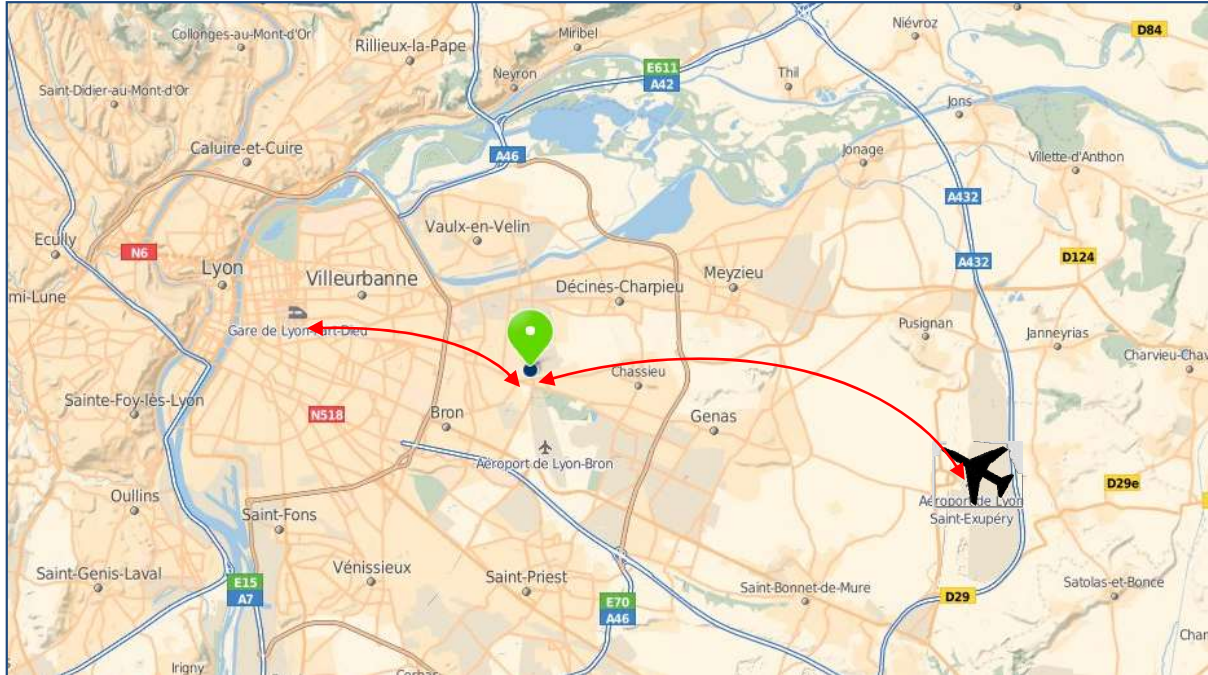 Collonges-au-Mont-d'Or
Rillieux-la-Pape
Miribel
Niévroz
D84
Neyron
E611
A42
Thil
Saint-Didier-au-Mont-d'Or
Jons
Caluire-et-Cuire
A46
Jonage
Villette-d'Anthon
A432
Vaulx-en-Velin
Ecully
N6
Lyon
Villeurbanne
Décines-Charpieu
Meyzieu
A432
D124
mi-Lune
Gare de Lyon-Part-Dieu
Pusignan
Janneyrias
Charvieu-Chav
Chassieu
Sainte-Foy-lès-Lyon
N518
Bron
Genas
Aéroport de Lyon-Bron
Oullins
Aéroport de Lyon
Saint-Exupéry
D29e
Saint-Fons
Saint-Genis-Laval
E15
A7
Vénissieux
Saint-Priest
E70
A46
Saint-Bonnet-de-Mure
D29
Satolas-et-Bonce
Char
Irigny